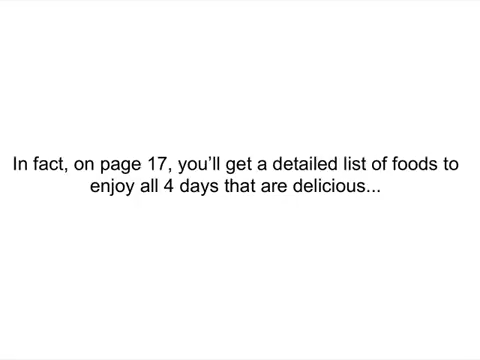 In fact, on page 17, you’ll get a detailed list of foods to
enjoy all 4 days that are delicious...